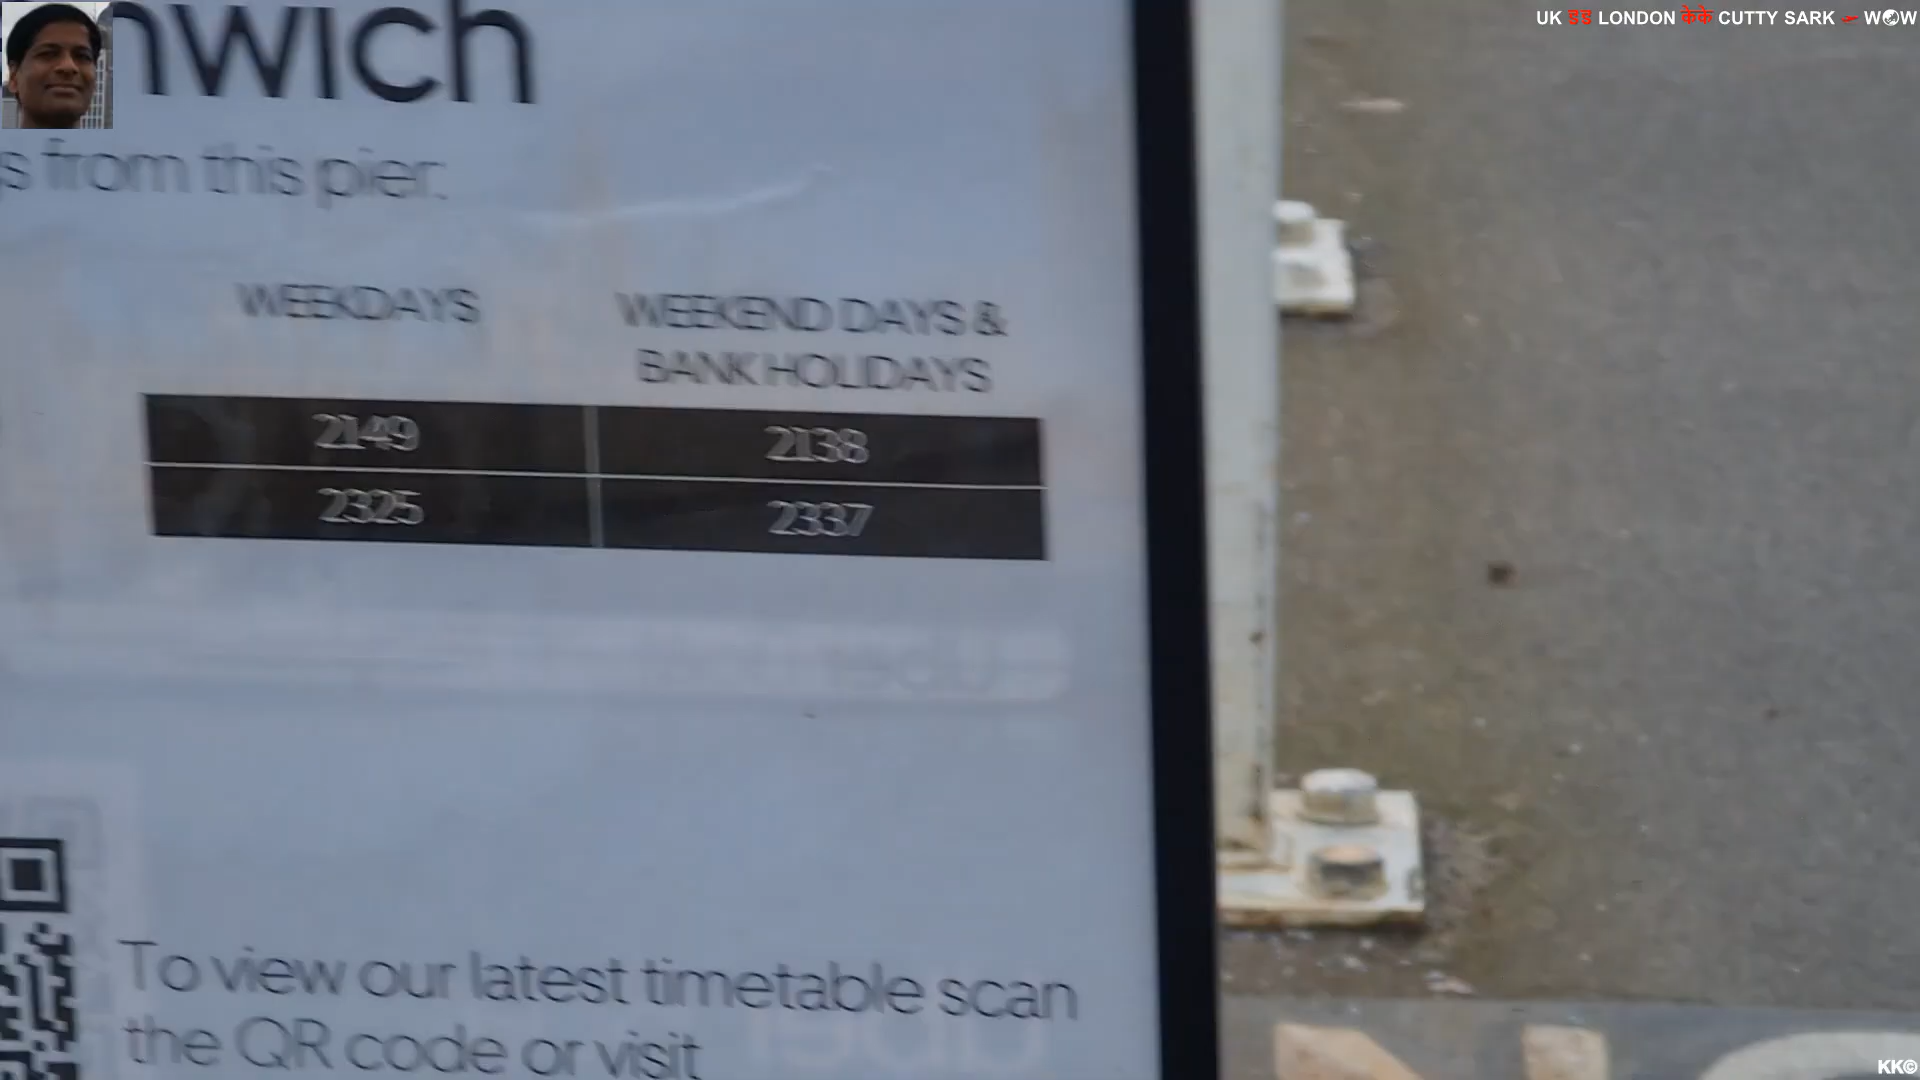 UK इइ LONDON केके CUTTY SARK WOW
nwich
s from this pier:
WEEKDAYS
WEEKEND DAYS &
BANK HOLIDAYS
2149 2138
2325 2337
To view our latest timetable scan
the QR code or visit
KK©